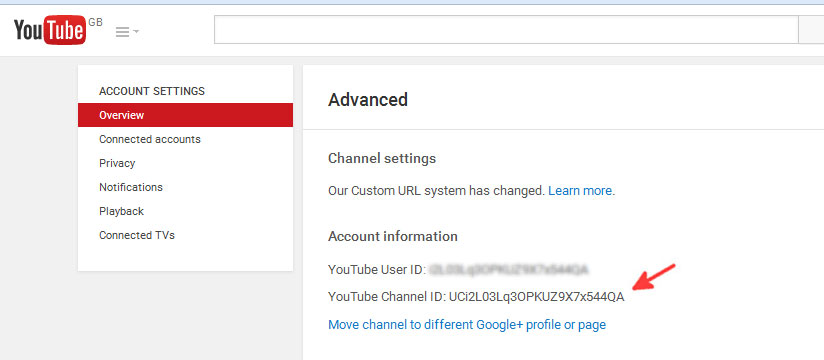 YouTube GB
ACCOUNT SETTINGS
Overview
Connected accounts
Privacy
Notifications
Playback
Connected TVs
Advanced
Channel settings
Our Custom URL system has changed. Learn more.
Account information
YouTube User ID:
YouTube Channel ID: UCi2L03Lq3OPKUZ9X7x544QA
Move channel to different Google+ profile or page